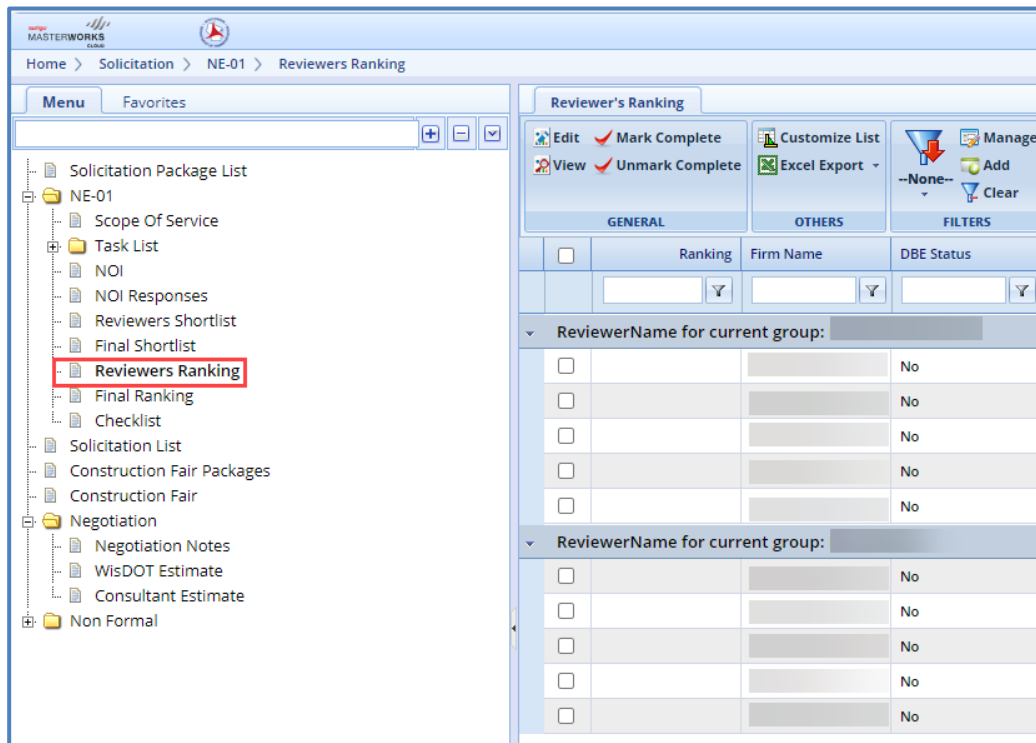 aurigo
MASTERWORKS
CLOUD
Home > Solicitation > NE-01 > Reviewers Ranking
Menu Favorites
Solicitation Package List
NE-01
Scope Of Service
Task List
NOI
NOI Responses
Reviewers Shortlist
Final Shortlist
Reviewers Ranking
Final Ranking
Checklist
Solicitation List
Construction Fair Packages
Construction Fair
Negotiation
Negotiation Notes
WisDOT Estimate
Consultant Estimate
Non Formal
Reviewer's Ranking
Edit Mark Complete Customize List Manage
View Unmark Complete Excel Export --None-- Add
Clear
GENERAL OTHERS FILTERS
Ranking Firm Name DBE Status
ReviewerName for current group:
No
No
No
No
No
ReviewerName for current group:
No
No
No
No
No